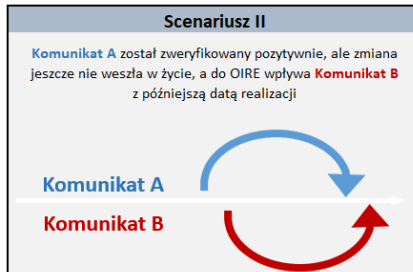 Scenariusz II
Komunikat A został zweryfikowany pozytywnie, ale zmiana
jeszcze nie weszła w życie, a do OIRE wpływa Komunikat B
z późniejszą datą realizacji
Komunikat A
Komunikat B